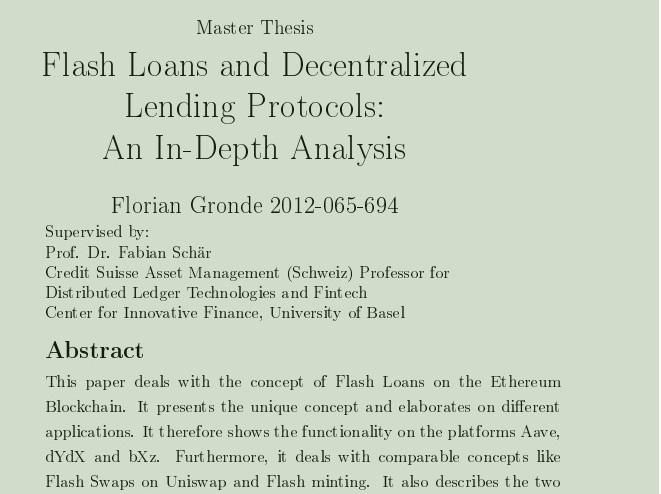 Master Thesis
Flash Loans and Decentralized
Lending Protocols:
An In-Depth Analysis
Florian Gronde 2012-065-694
Supervised by:
Prof. Dr. Fabian Schär
Credit Suisse Asset Management (Schweiz) Professor for
Distributed Ledger Technologies and Fintech
Center for Innovative Finance, University of Basel
Abstract
This paper deals with the concept of Flash Loans on the Ethereum
Blockchain. It presents the unique concept and elaborates on different
applications. It therefore shows the functionality on the platforms Aave,
dYdX and bXz. Furthermore, it deals with comparable concepts like
Flash Swaps on Uniswap and Flash minting. It also describes the two